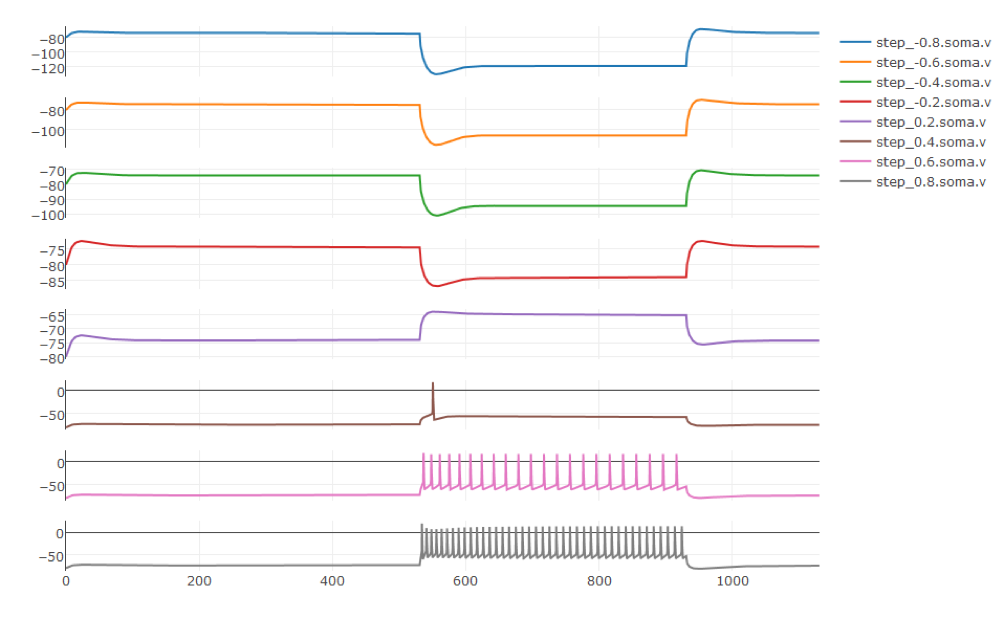 −80
−100
−120
−80
−100
−70
−80
−90
−100
−75
−80
−85
−65
−70
−75
−80
0
−50
0
−50
0
−50
0 200 400 600 800 1000
step_-0.8.soma.v
step_-0.6.soma.v
step_-0.4.soma.v
step_-0.2.soma.v
step_0.2.soma.v
step_0.4.soma.v
step_0.6.soma.v
step_0.8.soma.v